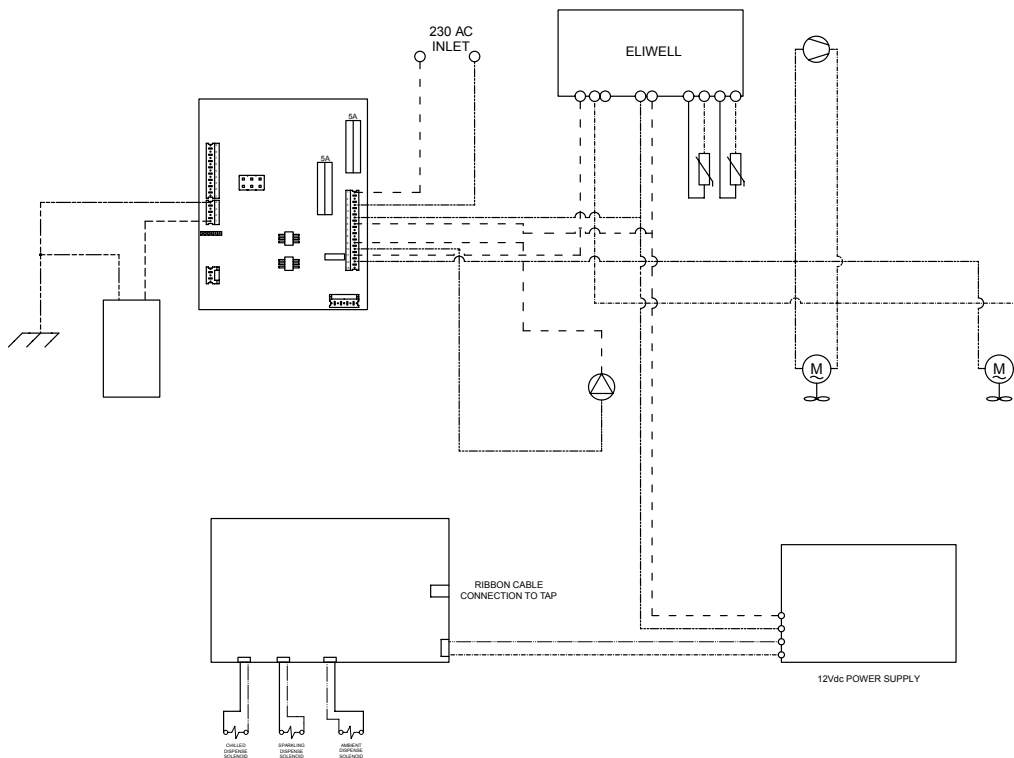 230 AC
INLET
ELIWELL
5A
5A
M
M
RIBBON CABLE
CONNECTION TO TAP
12Vdc POWER SUPPLY
CHILLED
DISPENSE
SOLENOID
SPARKLING
DISPENSE
SOLENOID
AMBIENT
DISPENSE
SOLENOID